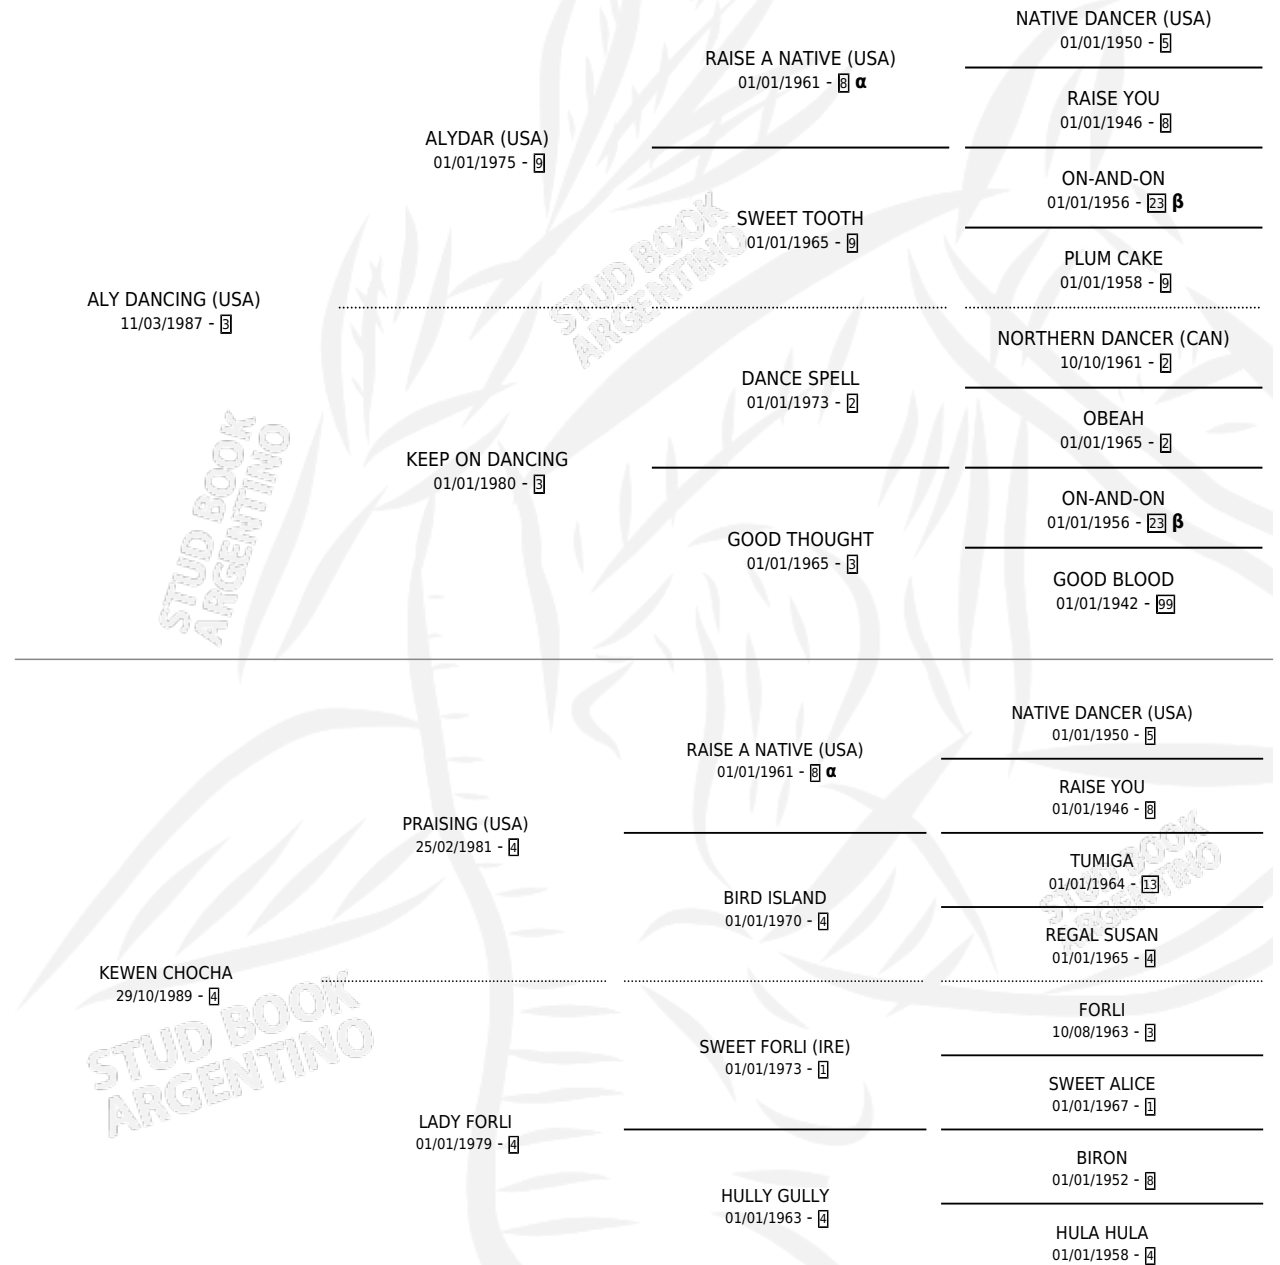 NATIVE DANCER (USA)
01/01/1950 - 5
RAISE A NATIVE (USA)
01/01/1961 - 8 α
RAISE YOU
01/01/1946 - 8
ALYDAR (USA)
01/01/1975 - 9
ON-AND-ON
01/01/1956 - 23 β
SWEET TOOTH
01/01/1965 - 9
PLUM CAKE
01/01/1958 - 9
ALY DANCING (USA)
11/03/1987 - 3
STUD BOOK
ARGENTINO
NORTHERN DANCER (CAN)
10/10/1961 - 2
DANCE SPELL
01/01/1973 - 2
OBEAH
01/01/1965 - 2
KEEP ON DANCING
01/01/1980 - 3
STUD BOOK
ARGENTINO
ON-AND-ON
01/01/1956 - 23 β
GOOD THOUGHT
01/01/1965 - 3
GOOD BLOOD
01/01/1942 - 99
NATIVE DANCER (USA)
01/01/1950 - 5
RAISE A NATIVE (USA)
01/01/1961 - 8 α
RAISE YOU
01/01/1946 - 8
PRAISING (USA)
25/02/1981 - 4
TUMIGA
01/01/1964 - 13
STUD BOOK
ARGENTINO
BIRD ISLAND
01/01/1970 - 4
REGAL SUSAN
01/01/1965 - 4
KEWEN CHOCHA
29/10/1989 - 4
STUD BOOK
ARGENTINO
FORLI
10/08/1963 - 3
SWEET FORLI (IRE)
01/01/1973 - 1
SWEET ALICE
01/01/1967 - 1
LADY FORLI
01/01/1979 - 4
BIRON
01/01/1952 - 8
HULLY GULLY
01/01/1963 - 4
HULA HULA
01/01/1958 - 4